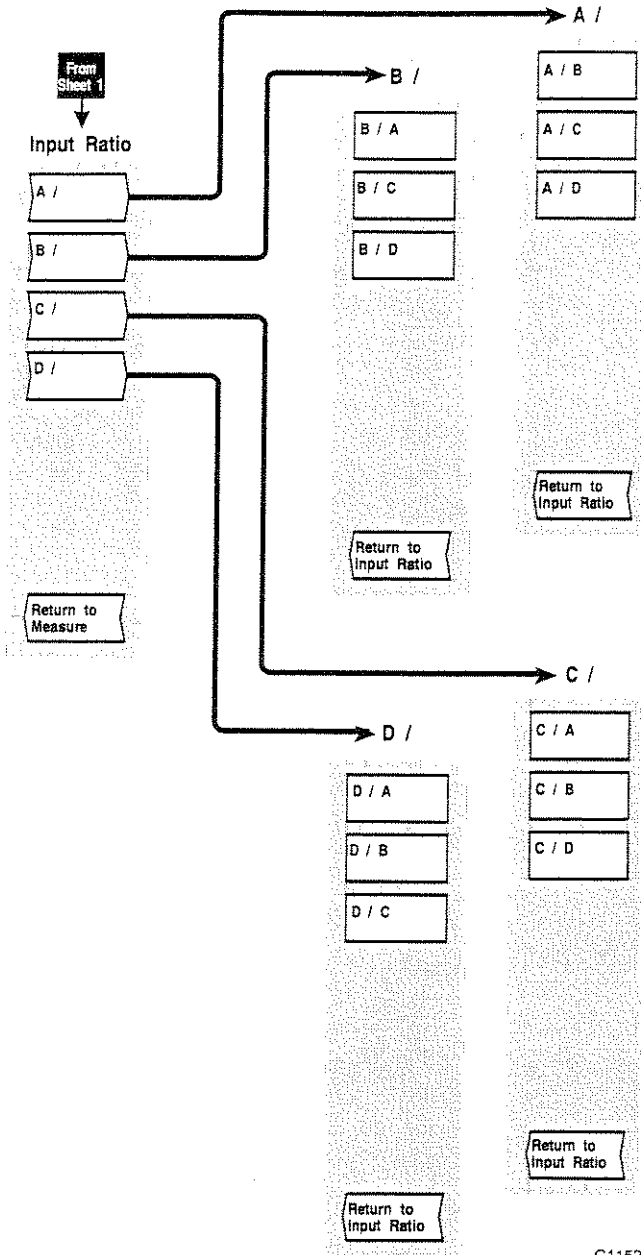 From
Sheet 1
Input Ratio
A /
B /
C /
D /
Return to
Measure
B /
B / A
B / C
B / D
Return to
Input Ratio
A /
A / B
A / C
A / D
Return to
Input Ratio
D /
D / A
D / B
D / C
Return to
Input Ratio
C /
C / A
C / B
C / D
Return to
Input Ratio